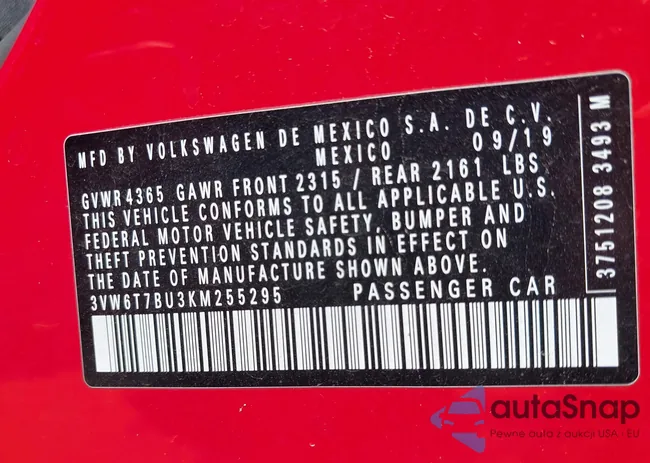 MFD BY VOLKSWAGEN DE MEXICO S.A. DE C.V.
MEXICO 09/19
GVWR 4365 GAWR FRONT 2315 / REAR 2161 LBS
THIS VEHICLE CONFORMS TO ALL APPLICABLE U.S.
FEDERAL MOTOR VEHICLE SAFETY, BUMPER AND
THEFT PREVENTION STANDARDS IN EFFECT ON
THE DATE OF MANUFACTURE SHOWN ABOVE.
3VW6T7BU3KM255295 PASSENGER CAR
3751208 3493 M
autaSnap
Pewne auta z aukcji USA i EU